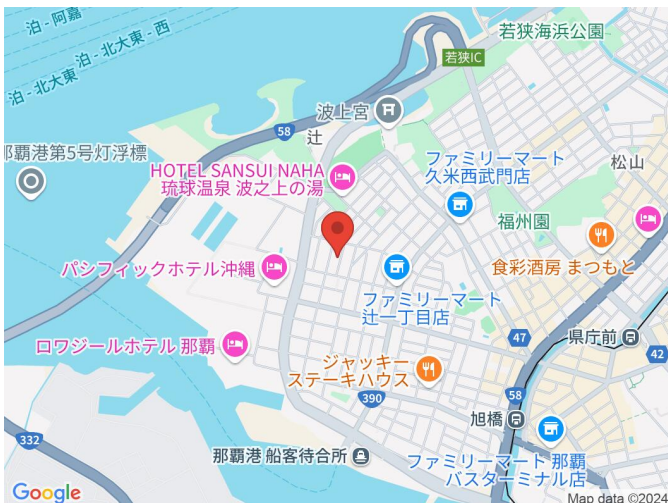 泊 - 阿嘉
泊 - 北大東 - 西
泊 - 北大東
若狭海浜公園
若狭IC
波上宮
58
辻
那覇港第5号灯浮標
HOTEL SANSUI NAHA
琉球温泉 波之上の湯
ファミリーマート
久米西武門店
松山
福州園
食彩酒房 まつもと
パシフィックホテル沖縄
ファミリーマート
辻一丁目店
ロワジールホテル 那覇
47
県庁前
42
ジャッキー
ステーキハウス
390
58
旭橋
332
那覇港 船客待合所
ファミリーマート 那覇
バスターミナル店
Google
Map data ©2024